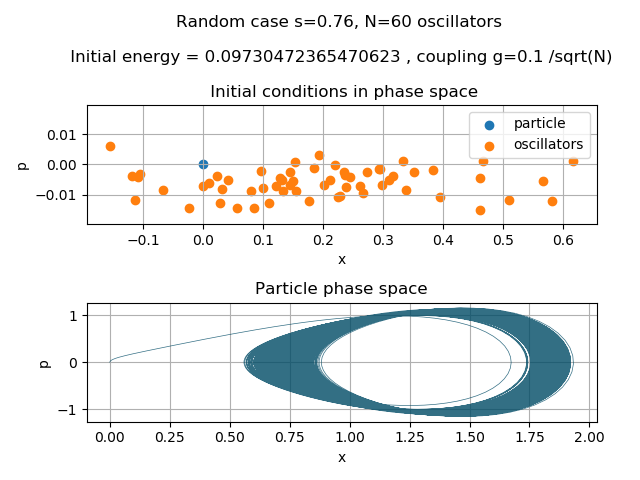 Random case s=0.76, N=60 oscillators
Initial energy = 0.09730472365470623 , coupling g=0.1 /sqrt(N)
Initial conditions in phase space
particle
oscillators
0.01
0.00
−0.01
p
−0.1 0.0 0.1 0.2 0.3 0.4 0.5 0.6
x
Particle phase space
1
0
−1
p
0.00 0.25 0.50 0.75 1.00 1.25 1.50 1.75 2.00
x